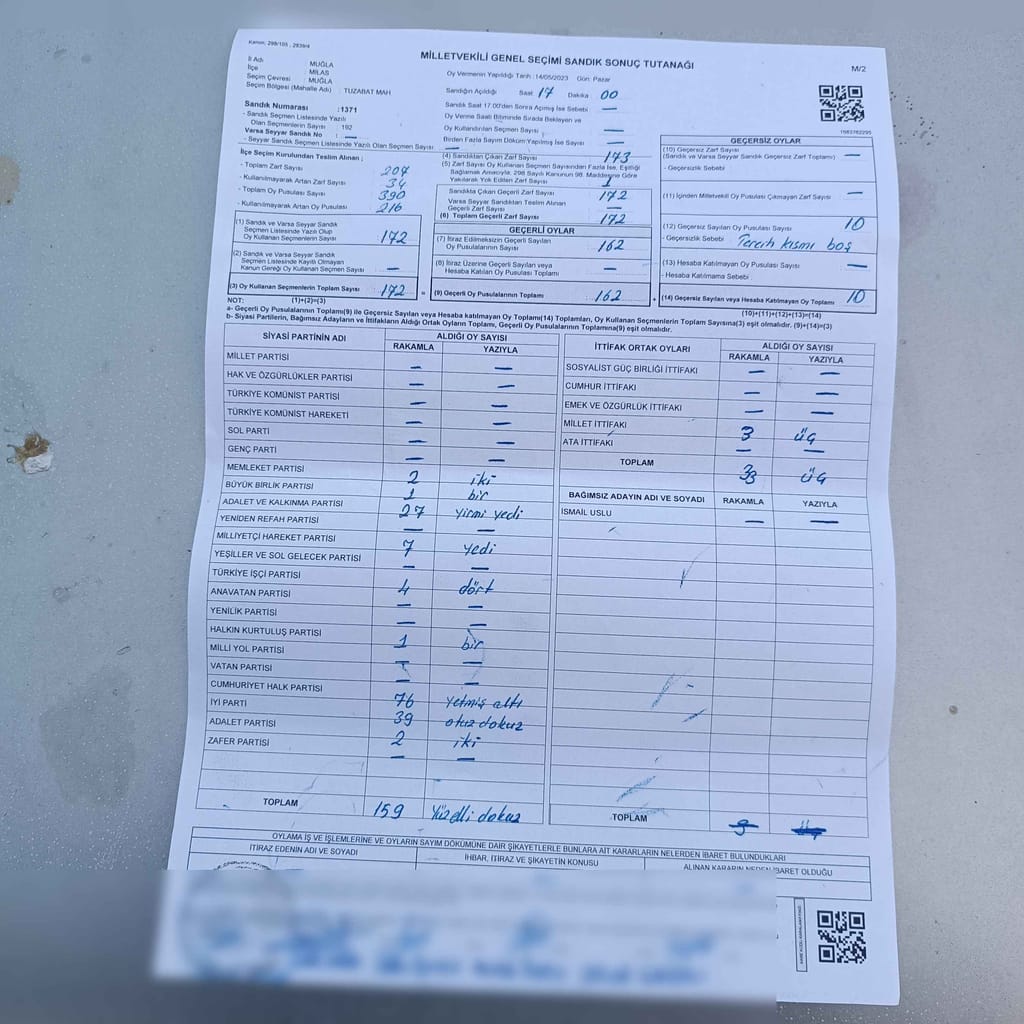 Kanun: 298/105 , 2839/4
MİLLETVEKİLİ GENEL SEÇİMİ SANDIK SONUÇ TUTANAĞI
M/2
İl Adı : MUĞLA
İlçe : MİLAS
Seçim Çevresi : MUĞLA
Seçim Bölgesi (Mahalle Adı) : TUZABAT MAH
Oy Vermenin Yapıldığı Tarih :14/05/2023 Gün: Pazar
Sandığın Açıldığı Saat 17 Dakika 00
Sandık Numarası :1371
- Sandık Seçmen Listesinde Yazılı
Olan Seçmenlerin Sayısı : 192
Varsa Seyyar Sandık No —
- Seyyar Sandık Seçmen Listesinde Yazılı Olan Seçmen Sayısı —
Sandık Saat 17.00'den Sonra Açılmış İse Sebebi —
Oy Verme Saati Bitiminde Sırada Bekleyen ve
Oy Kullandırılan Seçmen Sayısı —
Birden Fazla Sayım Döküm Yapılmış İse Sayısı —
1583762295
İlçe Seçim Kurulundan Teslim Alınan ;
- Toplam Zarf Sayısı 207
- Kullanılmayarak Artan Zarf Sayısı 34
- Toplam Oy Pusulası Sayısı 390
- Kullanılmayarak Artan Oy Pusulası 216
(1) Sandık ve Varsa Seyyar Sandık
Seçmen Listesinde Yazılı Olup
Oy Kullanan Seçmenlerin Sayısı 172
(2) Sandık ve Varsa Seyyar Sandık
Seçmen Listesinde Kayıtlı Olmayan
Kanun Gereği Oy Kullanan Seçmen Sayısı —
(3) Oy Kullanan Seçmenlerin Toplam Sayısı 172
(4) Sandıktan Çıkan Zarf Sayısı 173
(5) Zarf Sayısı Oy Kullanan Seçmen Sayısından Fazla İse, Eşitliği
Sağlamak Amacıyla, 298 Sayılı Kanunun 98. Maddesine Göre
Yakılarak Yok Edilen Zarf Sayısı 1
Sandıkta Çıkan Geçerli Zarf Sayısı 172
Varsa Seyyar Sandıktan Teslim Alınan
Geçerli Zarf Sayısı —
(6) Toplam Geçerli Zarf Sayısı 172
GEÇERLİ OYLAR
(7) İtiraz Edilmeksizin Geçerli Sayılan
Oy Pusulalarının Sayısı 162
(8) İtiraz Üzerine Geçerli Sayılan veya
Hesaba Katılan Oy Pusulası Toplamı —
= (9) Geçerli Oy Pusulalarının Toplamı 162
GEÇERSİZ OYLAR
(10) Geçersiz Zarf Sayısı —
(Sandık ve Varsa Seyyar Sandık Geçersiz Zarf Toplamı)
- Geçersizlik Sebebi
(11) İçinden Milletvekili Oy Pusulası Çıkmayan Zarf Sayısı —
(12) Geçersiz Sayılan Oy Pusulası Sayısı 10
- Geçersizlik Sebebi Tercih kısmı boş
(13) Hesaba Katılmayan Oy Pusulası Sayısı —
- Hesaba Katılmama Sebebi
+ (14) Geçersiz Sayılan veya Hesaba Katılmayan Oy Toplamı 10
NOT: (1)+(2)=(3)
(10)+(11)+(12)+(13)=(14)
a- Geçerli Oy Pusulası Toplamı(9) ile Geçersiz Sayılan veya Hesaba katılmayan Oy Toplamı(14) Toplamları, Oy Kullanan Seçmenlerin Toplam Sayısına(3) eşit olmalıdır. (9)+(14)=(3)
b- Siyasi Partilerin, Bağımsız Adayların ve İttifakların Aldığı Ortak Oyların Toplamı, Geçerli Oy Pusulalarının Toplamına(9) eşit olmalıdır.
SİYASİ PARTİNİN ADI ALDIĞI OY SAYISI
RAKAMLA YAZIYLA
MİLLET PARTİSİ — —
HAK VE ÖZGÜRLÜKLER PARTİSİ — —
TÜRKİYE KOMÜNİST PARTİSİ — —
TÜRKİYE KOMÜNİST HAREKETİ — —
SOL PARTİ — —
GENÇ PARTİ — —
MEMLEKET PARTİSİ 2 iki
BÜYÜK BİRLİK PARTİSİ 1 bir
ADALET VE KALKINMA PARTİSİ 27 yirmi yedi
YENİDEN REFAH PARTİSİ — —
MİLLİYETÇİ HAREKET PARTİSİ 7 yedi
YEŞİLLER VE SOL GELECEK PARTİSİ — —
TÜRKİYE İŞÇİ PARTİSİ 4 dört
ANAVATAN PARTİSİ — —
YENİLİK PARTİSİ — —
HALKIN KURTULUŞ PARTİSİ 1 bir
MİLLİ YOL PARTİSİ — —
VATAN PARTİSİ — —
CUMHURİYET HALK PARTİSİ 76 yetmiş altı
İYİ PARTİ 39 otuz dokuz
ADALET PARTİSİ 2 iki
ZAFER PARTİSİ — —
TOPLAM 159 Yüz elli dokuz
İTTİFAK ORTAK OYLARI ALDIĞI OY SAYISI
RAKAMLA YAZIYLA
SOSYALİST GÜÇ BİRLİĞİ İTTİFAKI — —
CUMHUR İTTİFAKI — —
EMEK VE ÖZGÜRLÜK İTTİFAKI — —
MİLLET İTTİFAKI 3 üç
ATA İTTİFAKI — —
TOPLAM 3 üç
BAĞIMSIZ ADAYIN ADI VE SOYADI RAKAMLA YAZIYLA
İSMAİL USLU — —
TOPLAM
OYLAMA İŞ VE İŞLEMLERİNE VE OYLARIN SAYIM DÖKÜMÜNE DAİR ŞİKAYETLERLE BUNLARA AİT KARARLARIN NELERDEN İBARET BULUNDUKLARI
İTİRAZ EDENİN ADI VE SOYADI İHBAR, İTİRAZ VE ŞİKAYETİN KONUSU ALINAN KARARIN NEDEN İBARET OLDUĞU